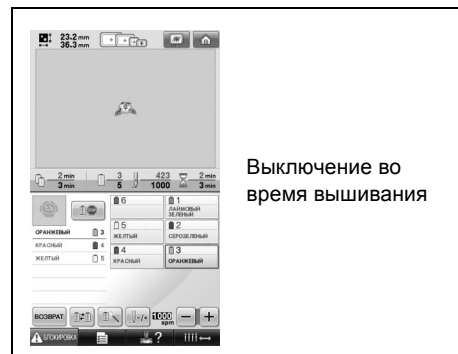 23.2 mm
36.3 mm
2 min
3 min
3
5
423
1000
2 min
3 min
6
1
ЛАЙМОВЫЙ
ЗЕЛЕНЫЙ
ОРАНЖЕВЫЙ 3
КРАСНЫЙ 4
ЖЕЛТЫЙ 5
5
ЖЕЛТЫЙ
2
СЕРОЗЕЛЕНЫЙ
4
КРАСНЫЙ
3
ОРАНЖЕВЫЙ
ВОЗВРАТ
-/+
1000
spm
БЛОКИРОВКА
?
Выключение во
время вышивания